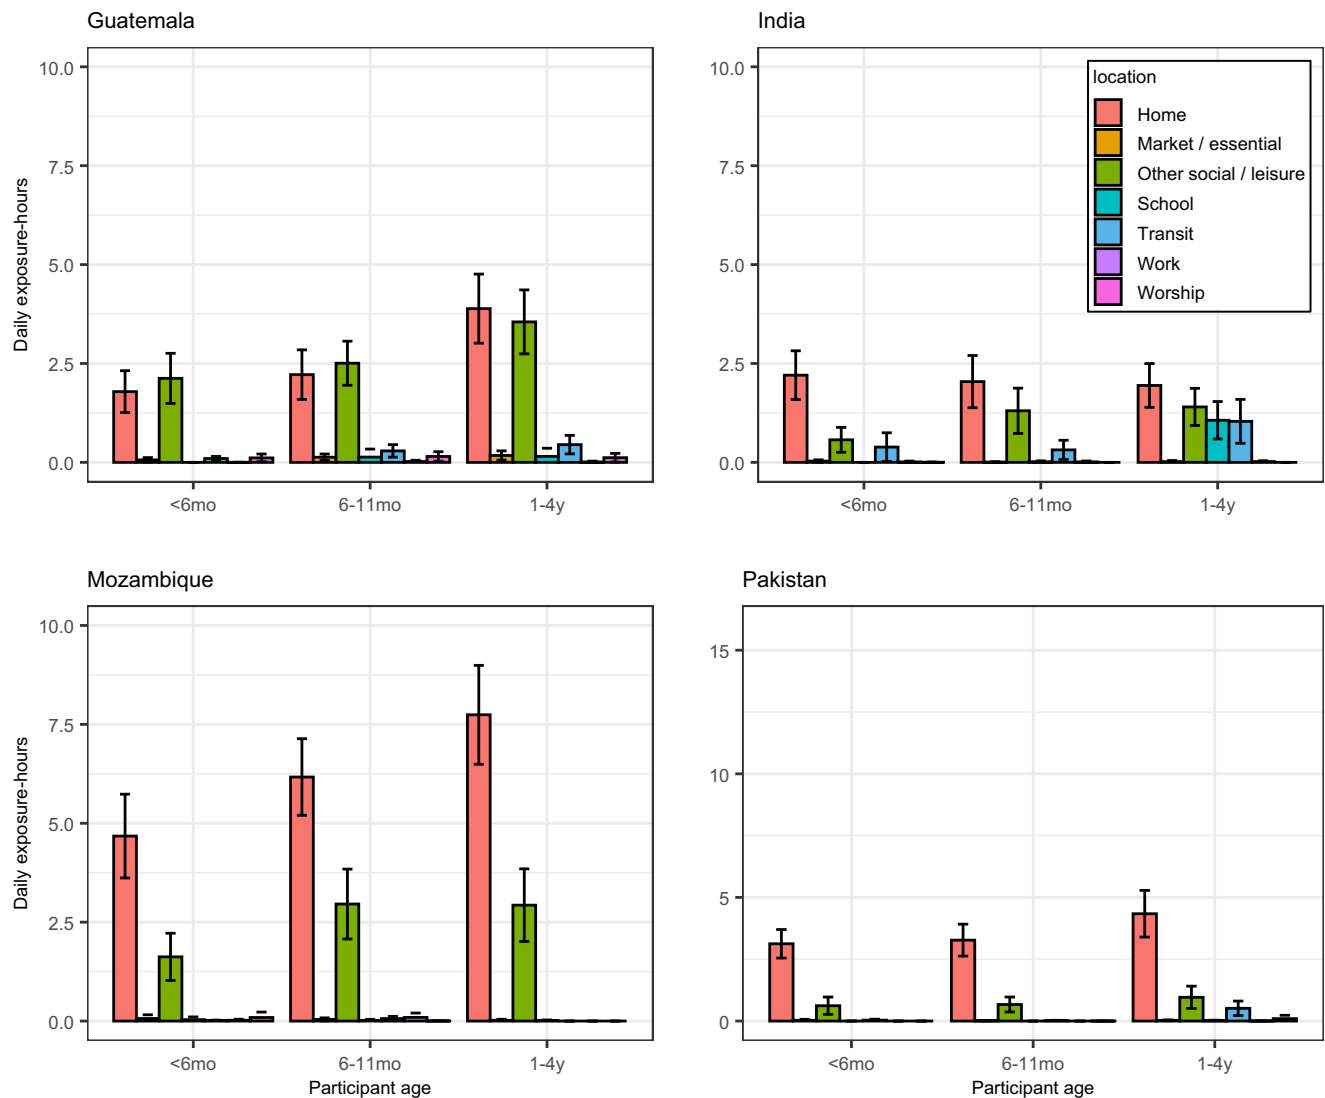 Guatemala
Daily exposure-hours
10.0
7.5
5.0
2.5
0.0
<6mo
6-11mo
1-4y
India
10.0
7.5
5.0
2.5
0.0
<6mo
6-11mo
1-4y
location
Home
Market / essential
Other social / leisure
School
Transit
Work
Worship
Mozambique
Daily exposure-hours
10.0
7.5
5.0
2.5
0.0
<6mo
6-11mo
1-4y
Participant age
Pakistan
15
10
5
0
<6mo
6-11mo
1-4y
Participant age